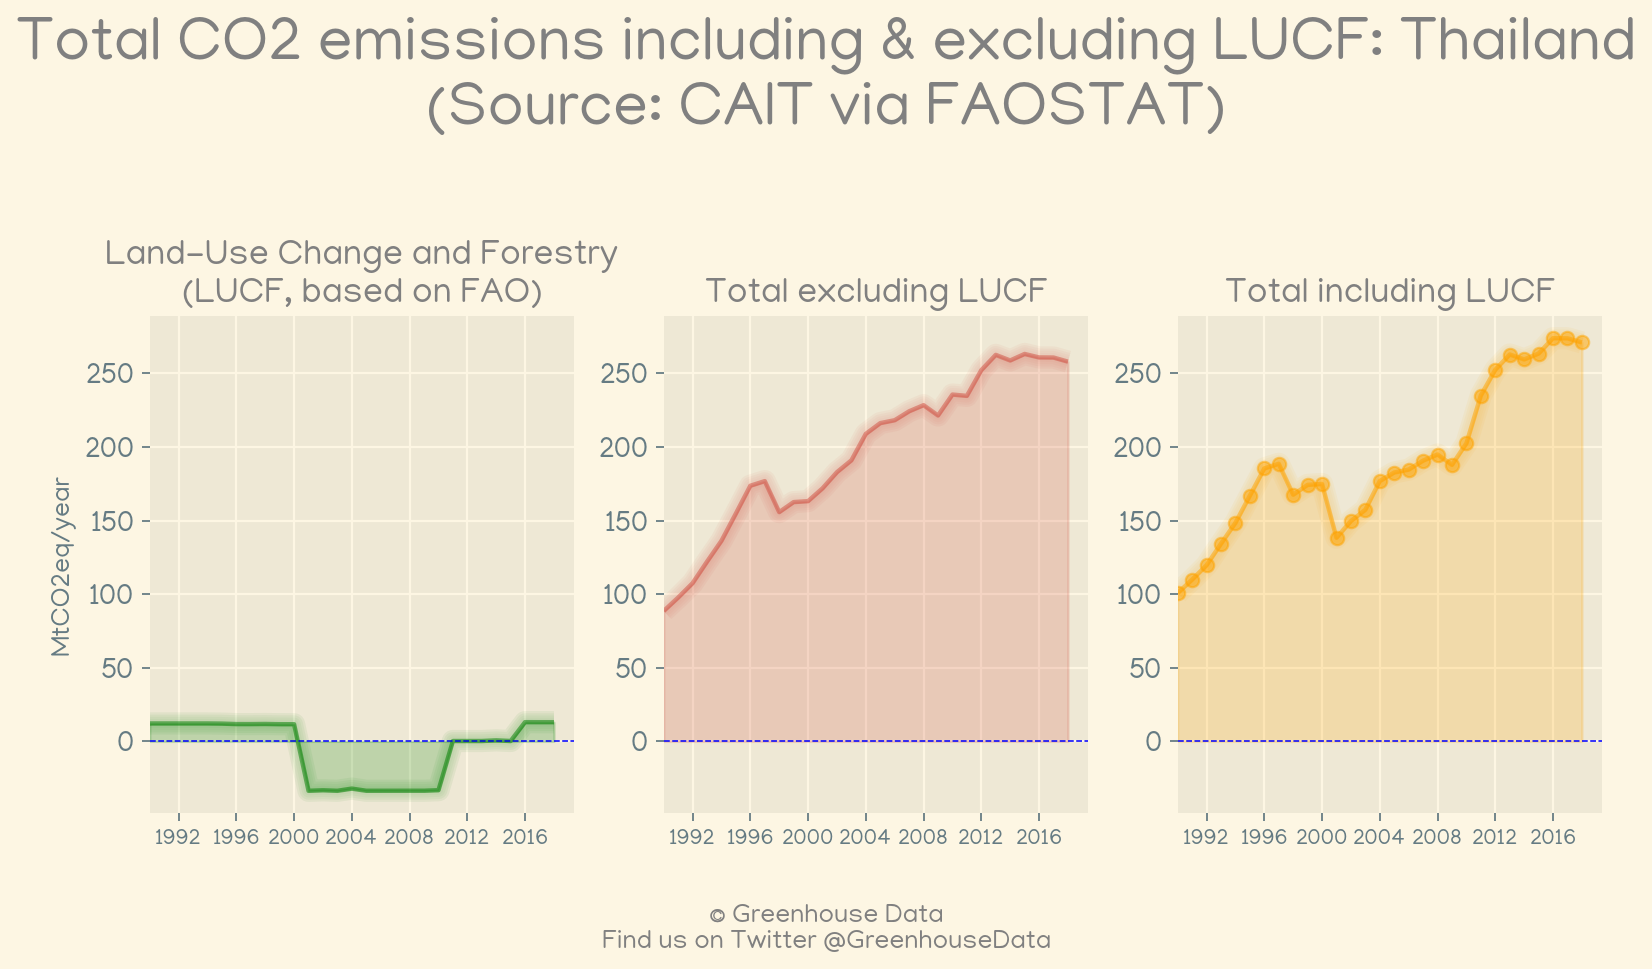 Total CO2 emissions including & excluding LUCF: Thailand
(Source: CAIT via FAOSTAT)
Land-Use Change and Forestry
(LUCF, based on FAO)
Total excluding LUCF
Total including LUCF
MtCO2eq/year
250
200
150
100
50
0
1992 1996 2000 2004 2008 2012 2016
250
200
150
100
50
0
1992 1996 2000 2004 2008 2012 2016
250
200
150
100
50
0
1992 1996 2000 2004 2008 2012 2016
© Greenhouse Data
Find us on Twitter @GreenhouseData